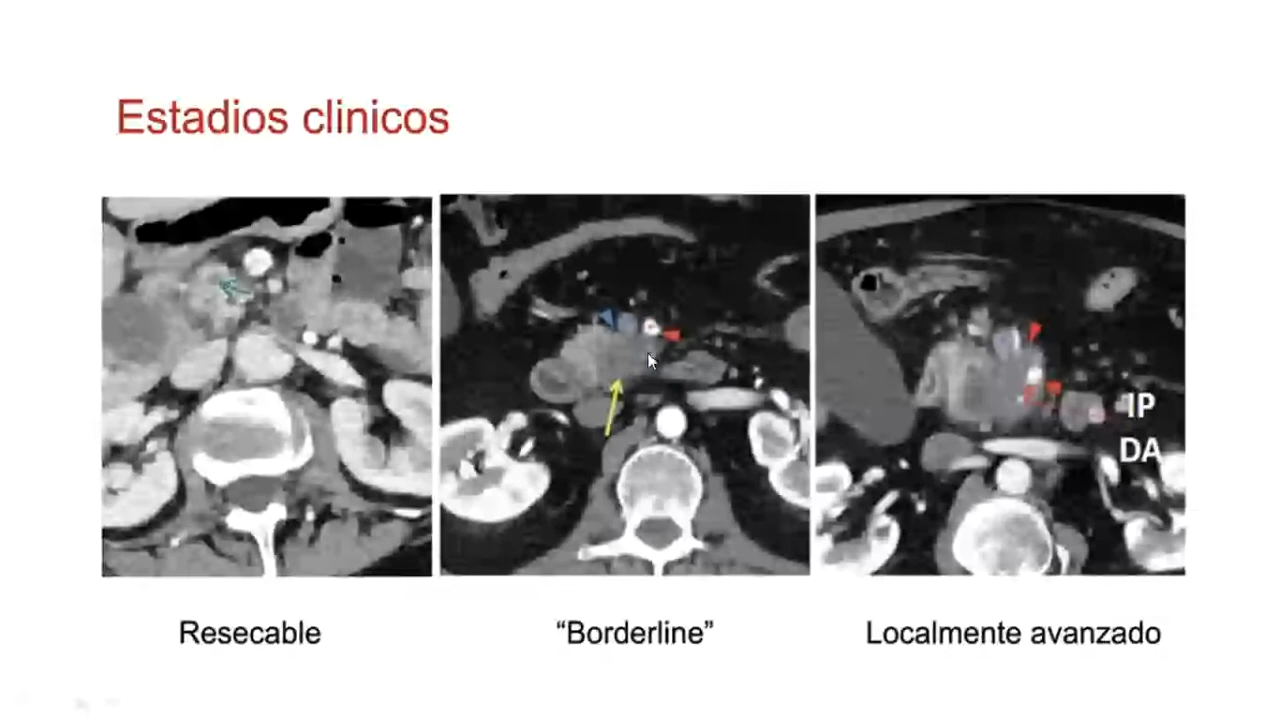 Estadios clinicos
IP
DA
Resecable
“Borderline”
Localmente avanzado